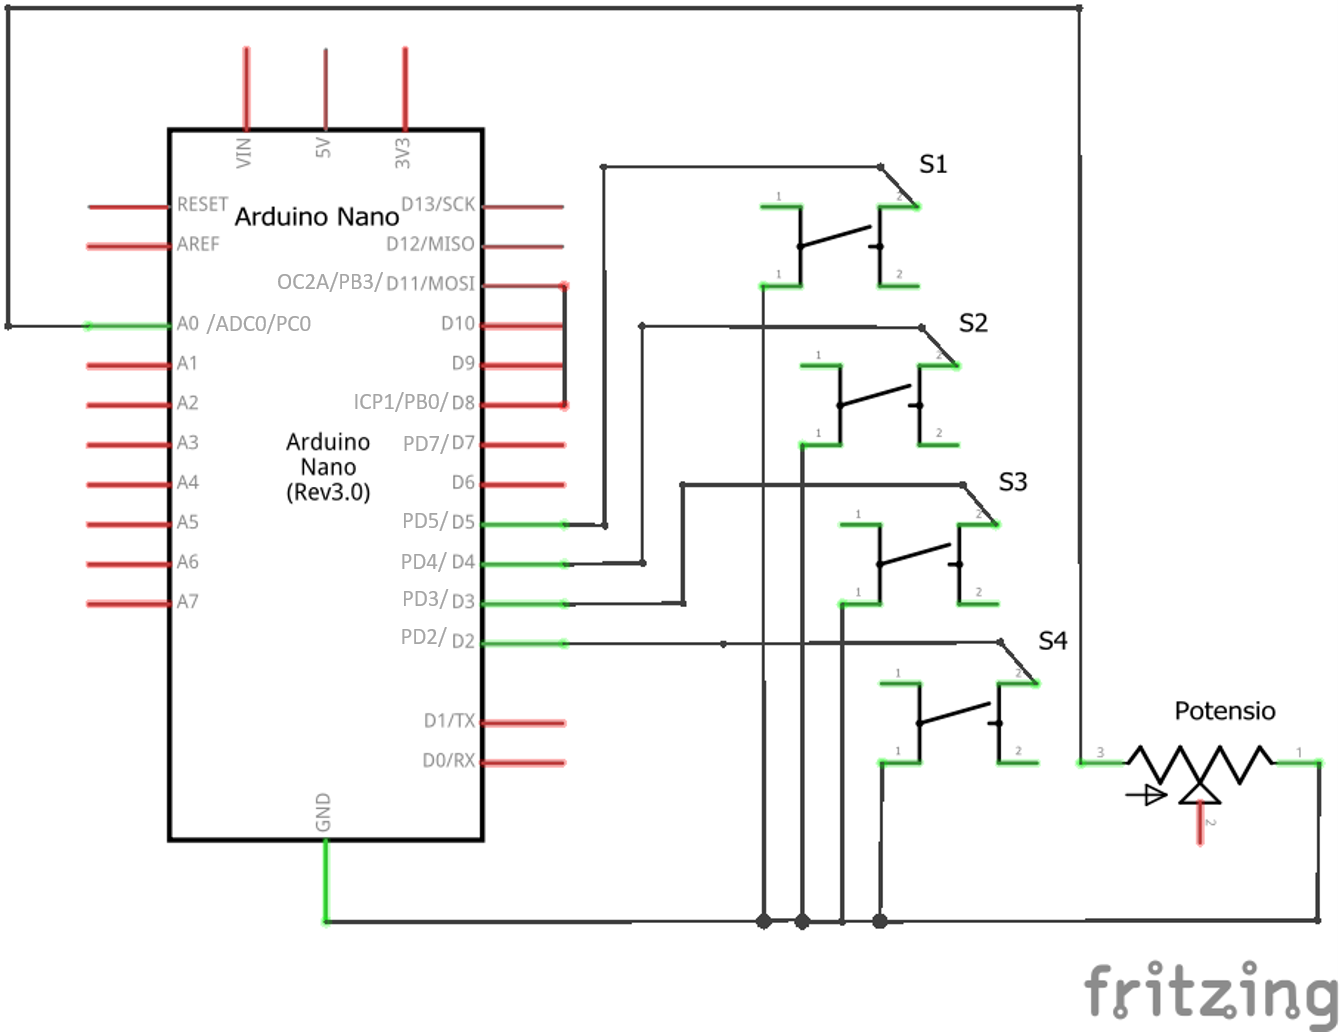 VIN
5V
3V3
RESET
AREF
A0 /ADC0/PC0
A1
A2
A3
A4
A5
A6
A7
Arduino Nano
Arduino
Nano
(Rev3.0)
D13/SCK
D12/MISO
OC2A/PB3/ D11/MOSI
D10
D9
ICP1/PB0/ D8
PD7/ D7
D6
PD5/ D5
PD4/ D4
PD3/ D3
PD2/ D2
D1/TX
D0/RX
GND
S1
1
2
1
2
S2
1
2
1
2
S3
1
2
1
2
S4
1
2
1
2
Potensio
3
1
2
fritzing